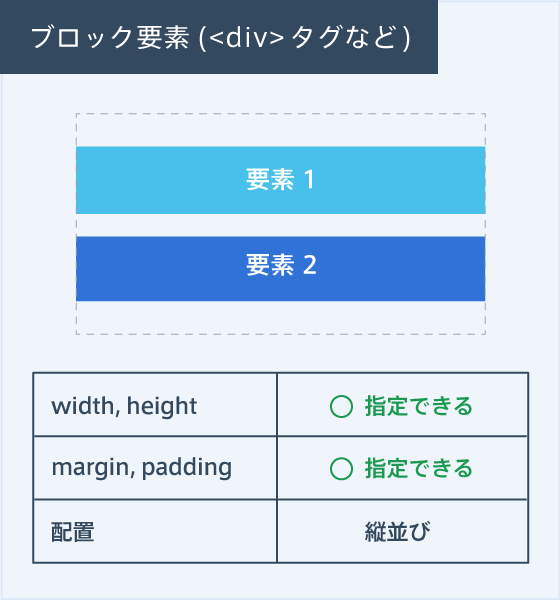 ブロック要素 (<div> タグなど)
要素 1
要素 2
width, height ○ 指定できる
margin, padding ○ 指定できる
配置 縦並び